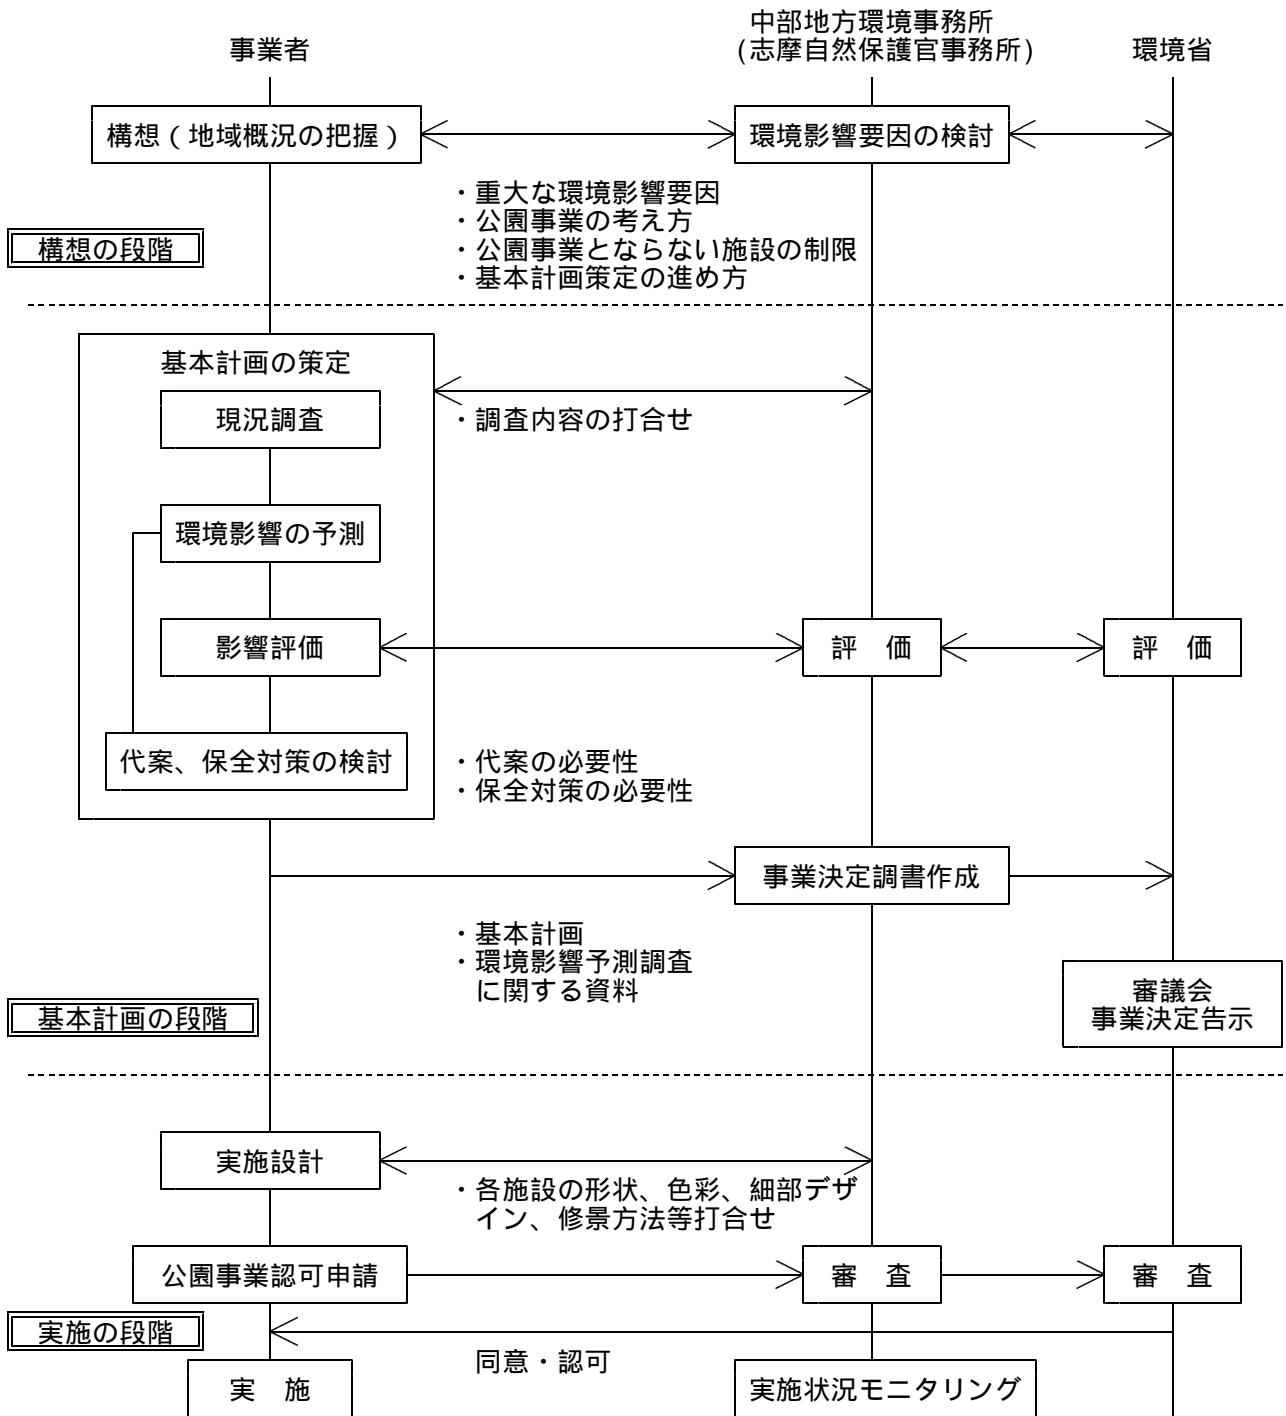 中部地方環境事務所
事業者
(志摩自然保護官事務所)
環境省
構想（地域概況の把握）
環境影響要因の検討
・重大な環境影響要因
・公園事業の考え方
・公園事業とならない施設の制限
・基本計画策定の進め方
構想の段階
基本計画の策定
現況調査
・調査内容の打合せ
環境影響の予測
影響評価
評　価
評　価
代案、保全対策の検討
・代案の必要性
・保全対策の必要性
事業決定調書作成
・基本計画
・環境影響予測調査
に関する資料
審議会
事業決定告示
基本計画の段階
実施設計
・各施設の形状、色彩、細部デザ
イン、修景方法等打合せ
公園事業認可申請
審　査
審　査
実施の段階
同意・認可
実　施
実施状況モニタリング